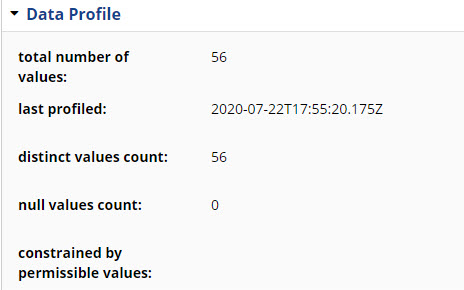 Data Profile
total number of 56
values:
last profiled: 2020-07-22T17:55:20.175Z
distinct values count: 56
null values count: 0
constrained by
permissible values: